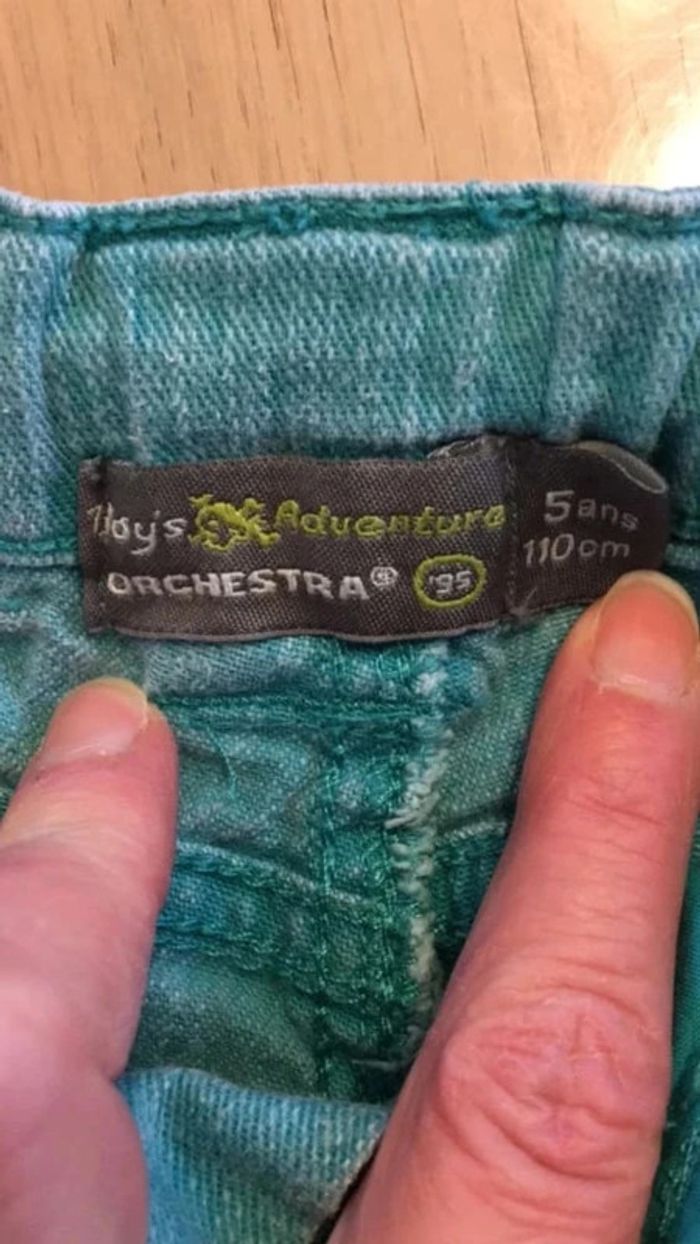 Boy's Adventure
ORCHESTRA® '95
5ans
110cm